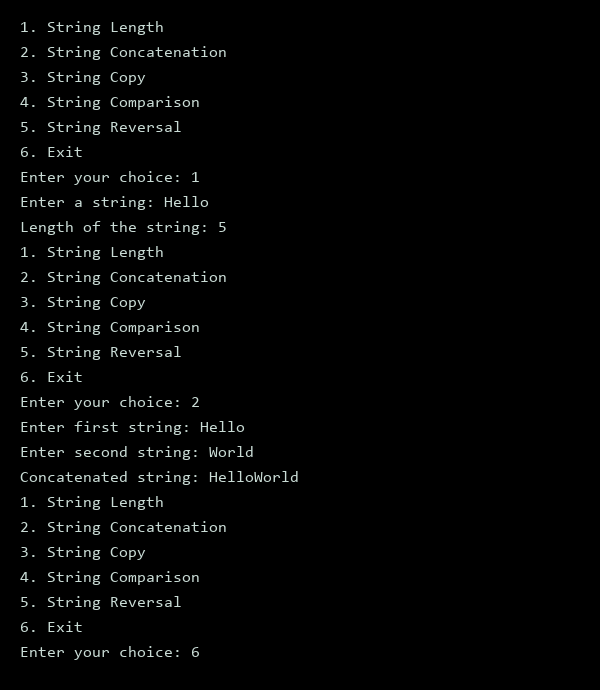 1. String Length
2. String Concatenation
3. String Copy
4. String Comparison
5. String Reversal
6. Exit
Enter your choice: 1
Enter a string: Hello
Length of the string: 5
1. String Length
2. String Concatenation
3. String Copy
4. String Comparison
5. String Reversal
6. Exit
Enter your choice: 2
Enter first string: Hello
Enter second string: World
Concatenated string: HelloWorld
1. String Length
2. String Concatenation
3. String Copy
4. String Comparison
5. String Reversal
6. Exit
Enter your choice: 6